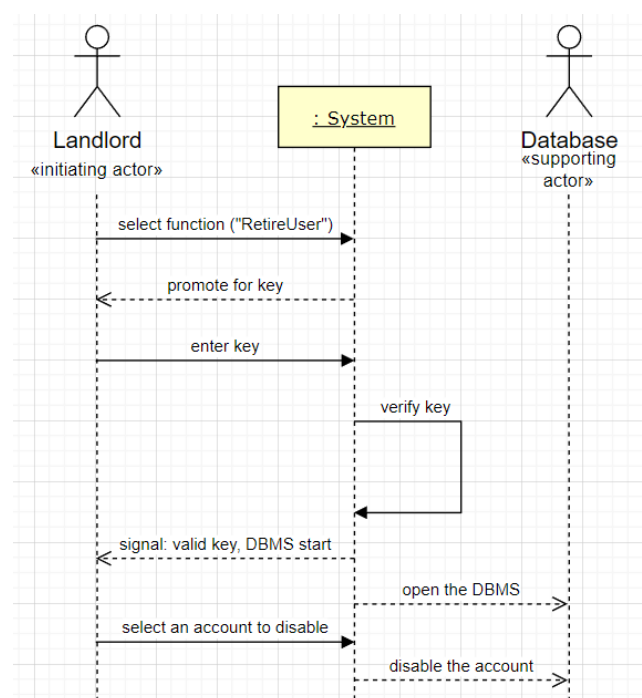 : System
Landlord
«initiating actor»
Database
«supporting
actor»
select function ("RetireUser")
promote for key
enter key
verify key
signal: valid key, DBMS start
open the DBMS
select an account to disable
disable the account